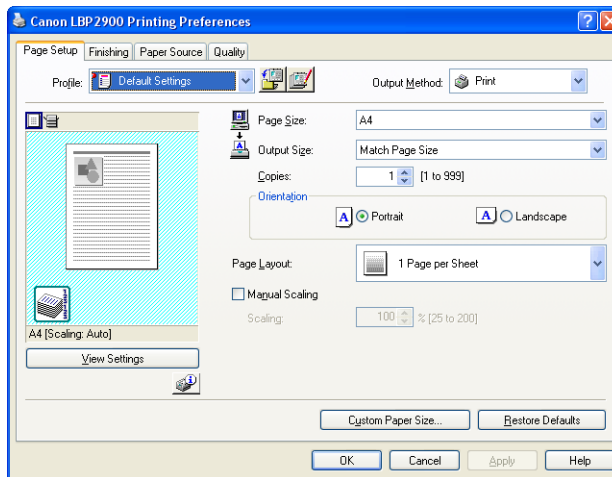 Canon LBP2900 Printing Preferences
Page Setup Finishing Paper Source Quality
Profile: Default Settings Output Method: Print
Page Size: A4
Output Size: Match Page Size
Copies: 1 [1 to 999]
Orientation
A Portrait A Landscape
Page Layout: 1 Page per Sheet
Manual Scaling
Scaling: 100 % [25 to 200]
A4 [Scaling: Auto]
View Settings
Custom Paper Size... Restore Defaults
OK Cancel Apply Help